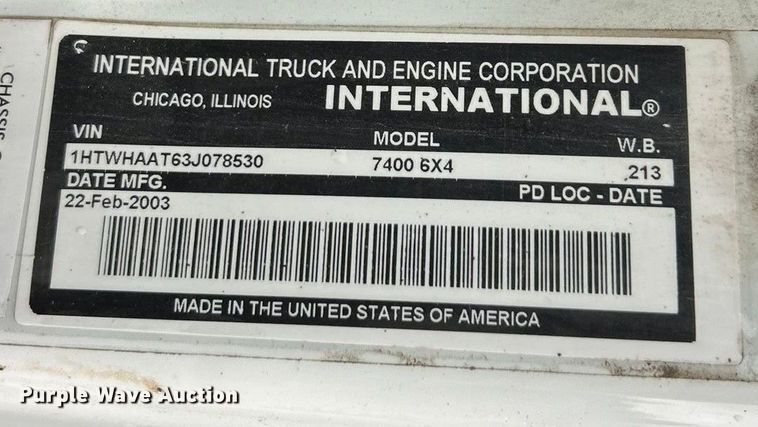 CHASSIS
INTERNATIONAL TRUCK AND ENGINE CORPORATION
CHICAGO, ILLINOIS INTERNATIONAL®
VIN MODEL W.B.
1HTWHAAT63J078530 7400 6X4 213
DATE MFG. PD LOC - DATE
22-Feb-2003
MADE IN THE UNITED STATES OF AMERICA
Purple Wave Auction